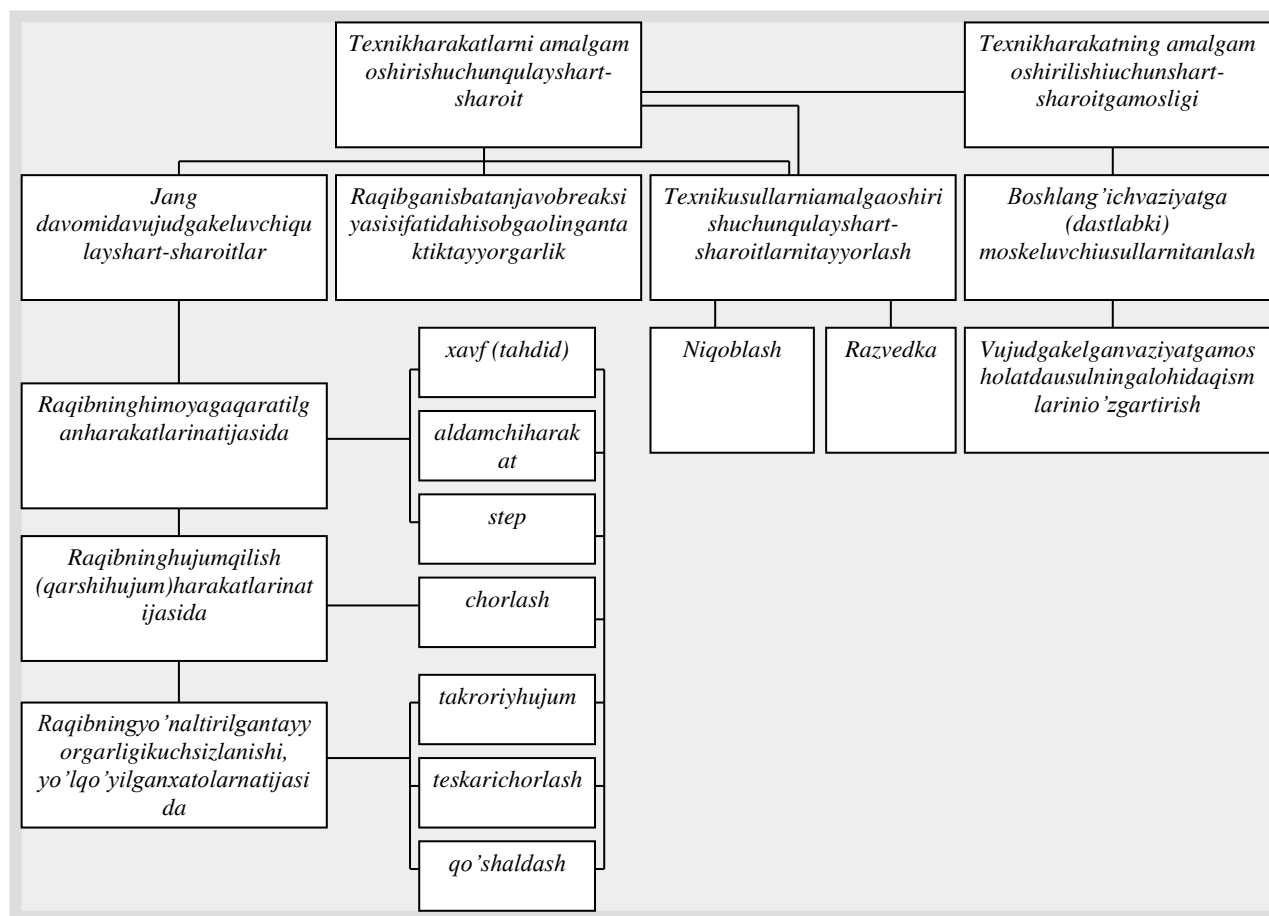 Texnikharakatlarni amalgam
oshirishuchunqulayshart-
sharoit
Texnikharakatning amalgam
oshirilishiuchunshart-
sharoitgamosligi
Jang
davomidavujudgakeluvchiqu
layshart-sharoitlar
Raqibganisbatanjavobreaksi
yasisifatidahisobgaolinganta
ktiktayyorgarlik
Texnikusullarniamalgaoshiri
shuchunqulayshart-
sharoitlarnitayyorlash
Boshlang’ichvaziyatga
(dastlabki)
moskeluvchiusullarnitanlash
xavf (tahdid)
Niqoblash
Razvedka
Vujudgakelganvaziyatgamos
holatdausulningalohidaqism
larinio’zgartirish
Raqibninghimoyagaqaratilg
anharakatlarinatijasida
aldamchiharak
at
step
Raqibninghujumqilish
(qarshihujum)harakatlarinat
ijasida
chorlash
Raqibningyo’naltirilgantayy
orgarligikuchsizlanishi,
yo’lqo’yilganxatolarnatijasi
da
takroriyhujum
teskarichorlash
qo’shaldash